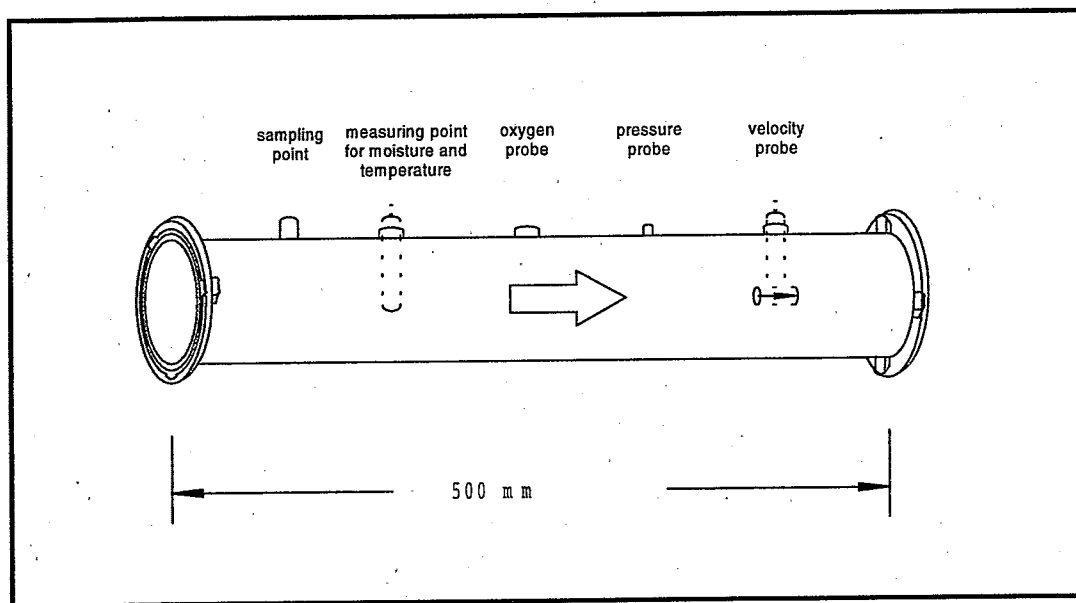 sampling
point
measuring point
for moisture and
temperature
oxygen
probe
pressure
probe
velocity
probe
500 mm